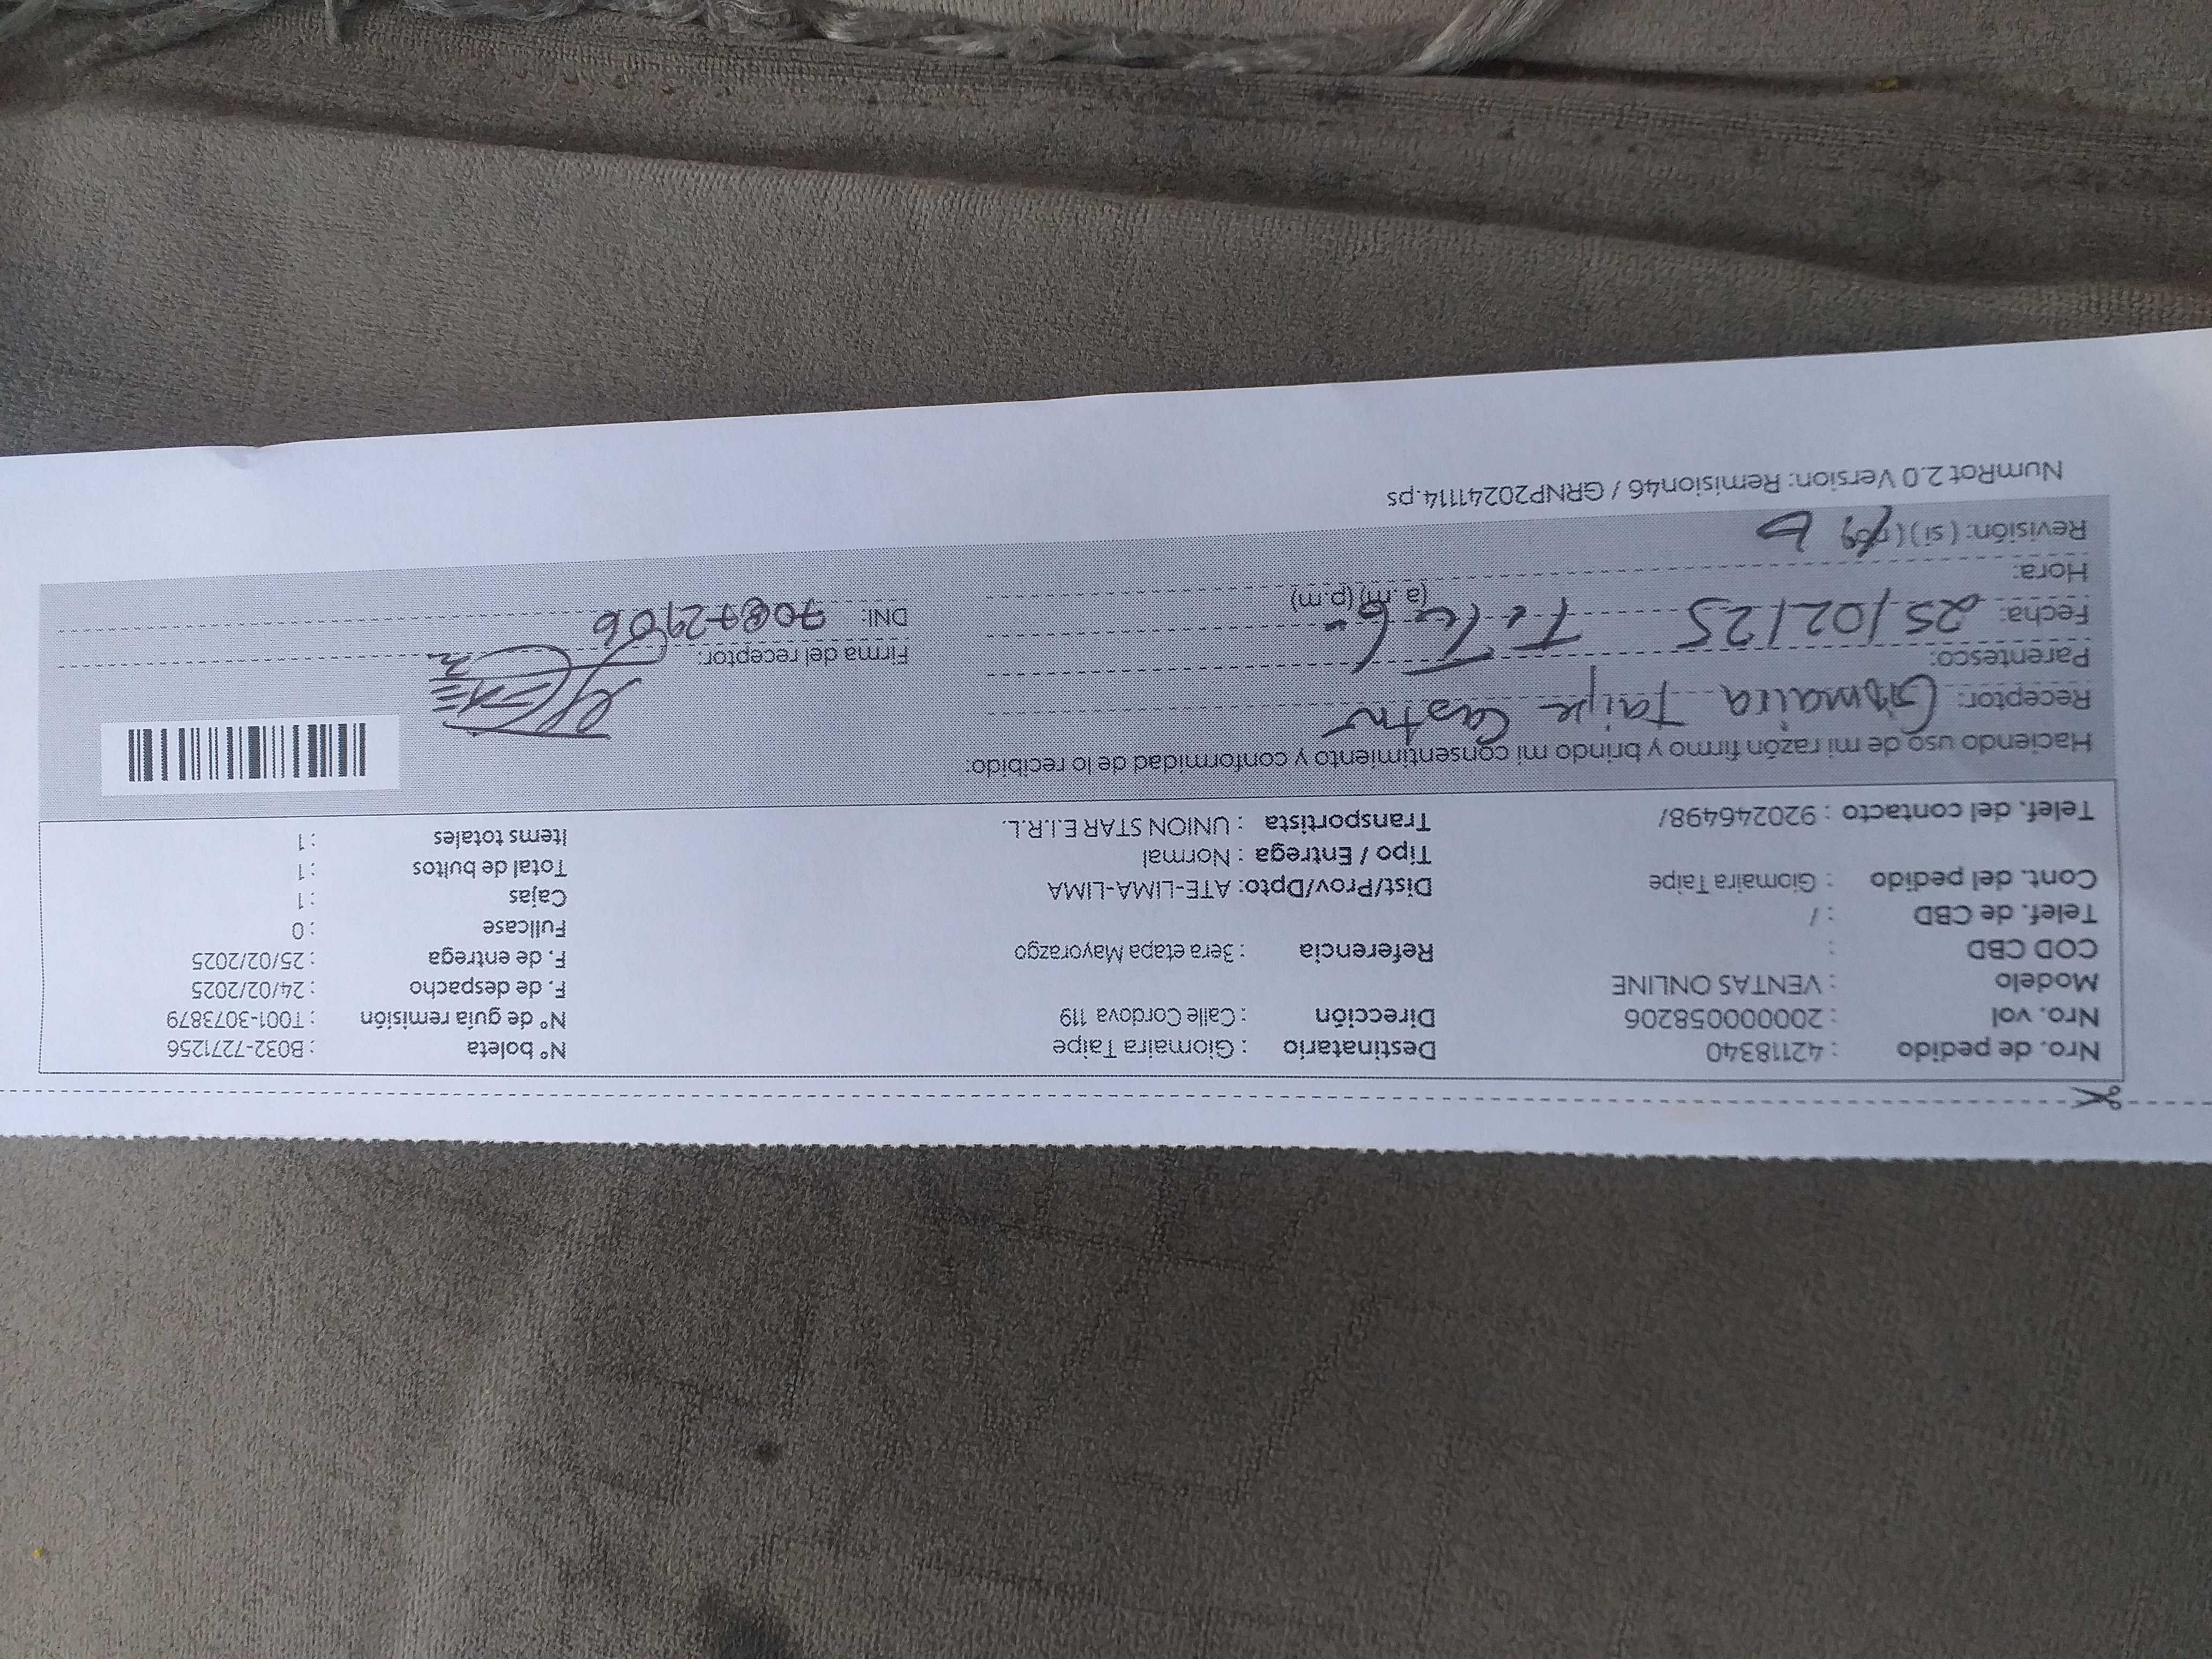 Nro. de pedido : 42118340 Destinatario : Giomaira Taipe N° boleta : B032-7271256
Nro. vol : 20000058206 Dirección : Calle Cordova 119 N° de guía remisión : T001-3073879
Modelo : VENTAS ONLINE F. de despacho : 24/02/2025
COD CBD : Referencia : 3era etapa Mayorazgo F. de entrega : 25/02/2025
Telef. de CBD : / Fullcase : 0
Cont. del pedido : Giomaira Taipe Dist/Prov/Dpto: ATE-LIMA-LIMA Cajas : 1
Tipo / Entrega : Normal Total de bultos : 1
Telef. del contacto : 920246498/ Transportista : UNION STAR E.I.R.L. Items totales : 1
Haciendo uso de mi razón firmo y brindo mi consentimiento y conformidad de lo recibido:
Receptor: Giomaira Taipe Castro
Parentesco: Firma del receptor:
Fecha: 25/02/25 DNI:
Hora: (a.m)(p.m)
Revisión: (si)(no)
NumRot 2.0 Version: Remision46 / GRNP20241114.ps